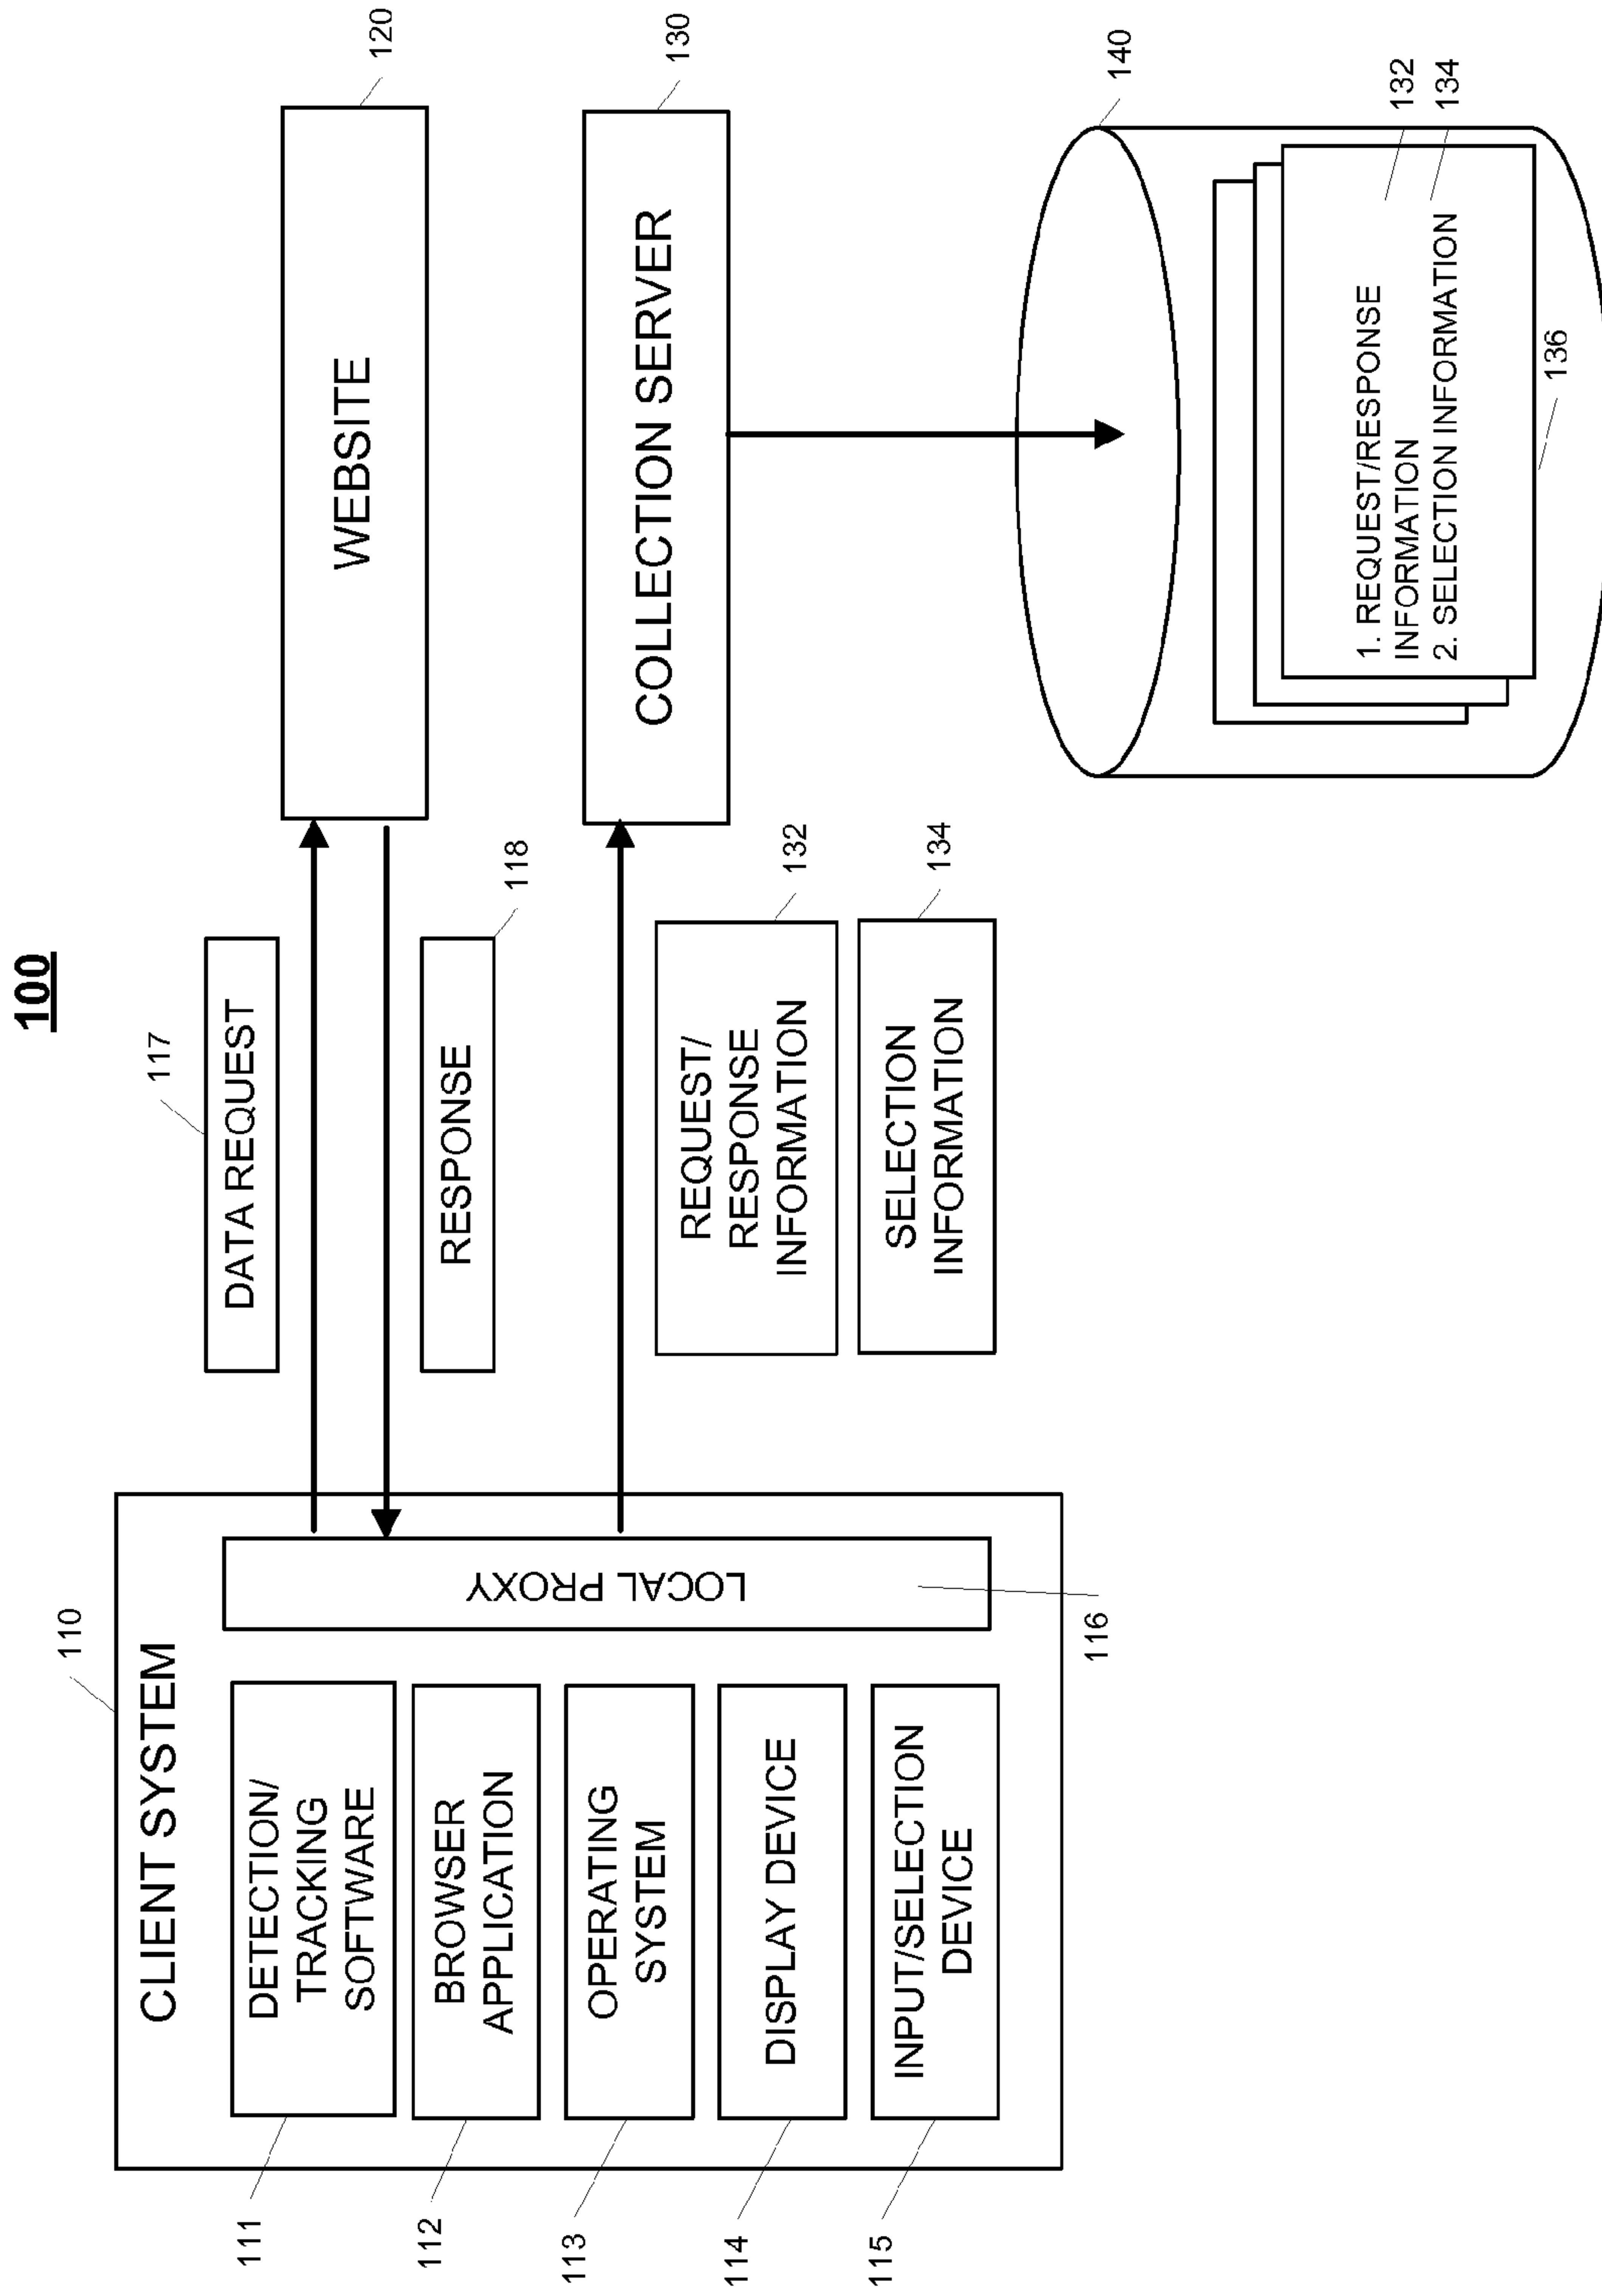 100
110
CLIENT SYSTEM
111
DETECTION/
TRACKING
SOFTWARE
112
BROWSER
APPLICATION
113
OPERATING
SYSTEM
114
DISPLAY DEVICE
115
INPUT/SELECTION
DEVICE
LOCAL PROXY
116
117
DATA REQUEST
RESPONSE
118
REQUEST/
RESPONSE
INFORMATION
132
SELECTION
INFORMATION
134
WEBSITE
120
COLLECTION SERVER
130
140
1. REQUEST/RESPONSE
INFORMATION
2. SELECTION INFORMATION
132
134
136